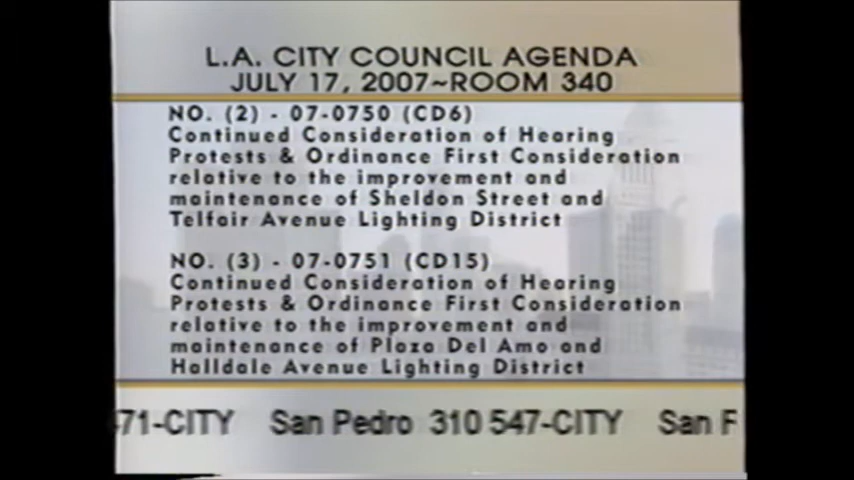 L.A. CITY COUNCIL AGENDA
JULY 17, 2007~ROOM 340
NO. (2) - 07-0750 (CD6)
Continued Consideration of Hearing
Protests & Ordinance First Consideration
relative to the improvement and
maintenance of Sheldon Street and
Telfair Avenue Lighting District
NO. (3) - 07-0751 (CD15)
Continued Consideration of Hearing
Protests & Ordinance First Consideration
relative to the improvement and
maintenance of Plaza Del Amo and
Halldale Avenue Lighting District
471-CITY San Pedro 310 547-CITY San F